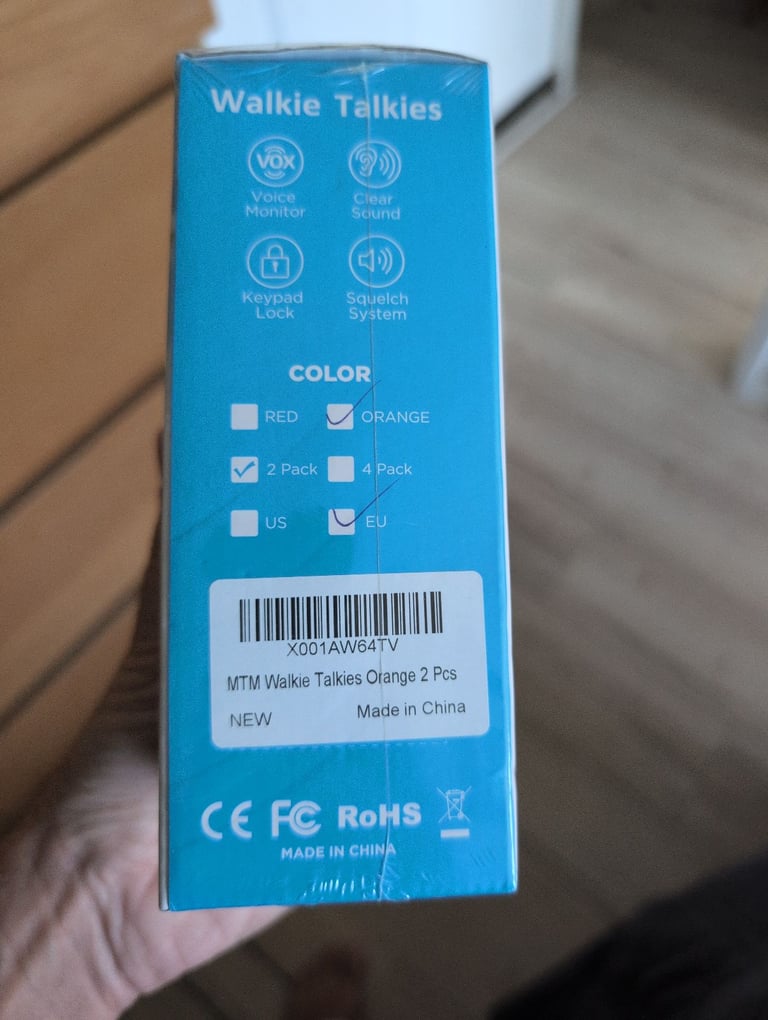 Walkie Talkies
VOX
Voice Monitor
Clear Sound
Keypad Lock
Squelch System
COLOR
RED ORANGE
2 Pack 4 Pack
US EU
X001AW64TV
MTM Walkie Talkies Orange 2 Pcs
NEW Made in China
CE FC RoHS
MADE IN CHINA